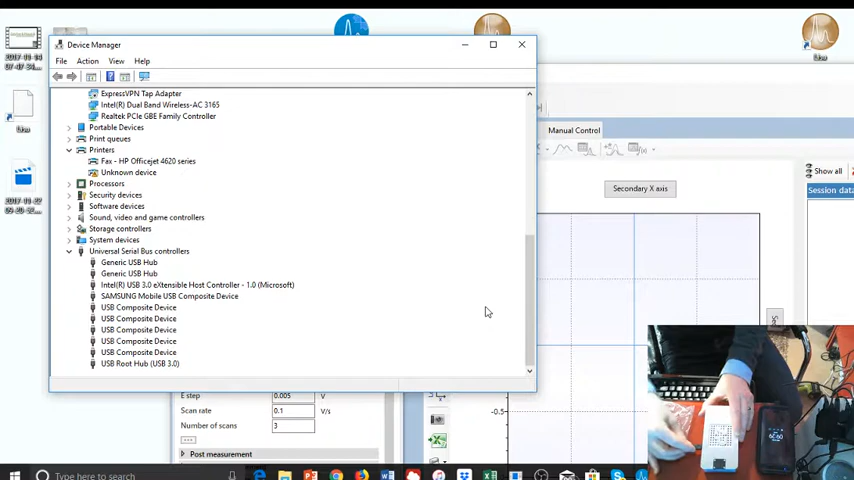 2017-11-14
Device Manager
File Action View Help
ExpressVPN Tap Adapter
Intel(R) Dual Band Wireless-AC 3165
Realtek PCIe GBE Family Controller
Portable Devices
Print queues
Printers
Fax - HP Officejet 4620 series
Unknown device
Processors
Security devices
Software devices
Sound, video and game controllers
Storage controllers
System devices
Universal Serial Bus controllers
Generic USB Hub
Generic USB Hub
Intel(R) USB 3.0 eXtensible Host Controller - 1.0 (Microsoft)
SAMSUNG Mobile USB Composite Device
USB Composite Device
USB Composite Device
USB Composite Device
USB Composite Device
USB Composite Device
USB Root Hub (USB 3.0)
Manual Control
Show all
Secondary X axis
Session data
-0.5
E step 0.005 V
Scan rate 0.1 V/s
Number of scans 3
Post measurement
Type here to search